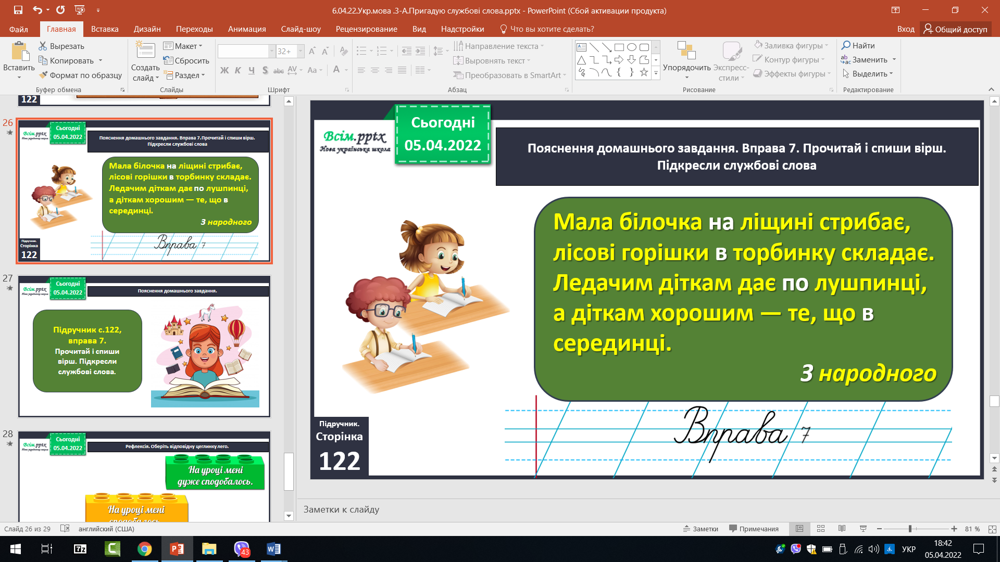 6.04.22.Укр.мова .3-А.Пригадую службові слова.pptx - PowerPoint (Сбой активации продукта)
Файл Главная Вставка Дизайн Переходы Анимация Слайд-шоу Рецензирование Вид Надстройки Что вы хотите сделать? Вход Общий доступ
Вставить
Вырезать
Копировать
Формат по образцу
Буфер обмена
Создать слайд
Макет
Сбросить
Раздел
Слайды
32+
Ж К Ч S abc AV Aa A
Шрифт
Направление текста
Выровнять текст
Преобразовать в SmartArt
Абзац
Упорядочить
Экспресс-стили
Заливка фигуры
Контур фигуры
Эффекты фигуры
Рисование
Найти
Заменить
Выделить
Редактирование
122
26
Сьогодні
05.04.2022
Всім.pptx
Нова українська школа
Пояснення домашнього завдання. Вправа 7.Прочитай і спиши вірш.
Підкресли службові слова
Мала білочка на ліщині стрибає,
лісові горішки в торбинку складає.
Ледачим діткам дає по лушпинці,
а діткам хорошим — те, що в
серединці.
З народного
Підручник.
Сторінка
122
Вправа 7
27
Сьогодні
05.04.2022
Всім.pptx
Нова українська школа
Пояснення домашнього завдання.
Підручник с.122,
вправа 7.
Прочитай і спиши
вірш. Підкресли
службові слова.
28
Сьогодні
05.04.2022
Всім.pptx
Нова українська школа
Рефлексія. Оберіть відповідну цеглинку лего.
На уроці мені
дуже сподобалось.
На уроці мені
сподобалось
Сьогодні
05.04.2022
Всім.pptx
Нова українська школа
Пояснення домашнього завдання. Вправа 7. Прочитай і спиши вірш.
Підкресли службові слова
Мала білочка на ліщині стрибає,
лісові горішки в торбинку складає.
Ледачим діткам дає по лушпинці,
а діткам хорошим — те, що в
серединці.
З народного
Підручник.
Сторінка
122
Вправа 7
Заметки к слайду
Слайд 26 из 29 английский (США) Заметки Примечания 81 %
7z
43
УКР
18:42
05.04.2022